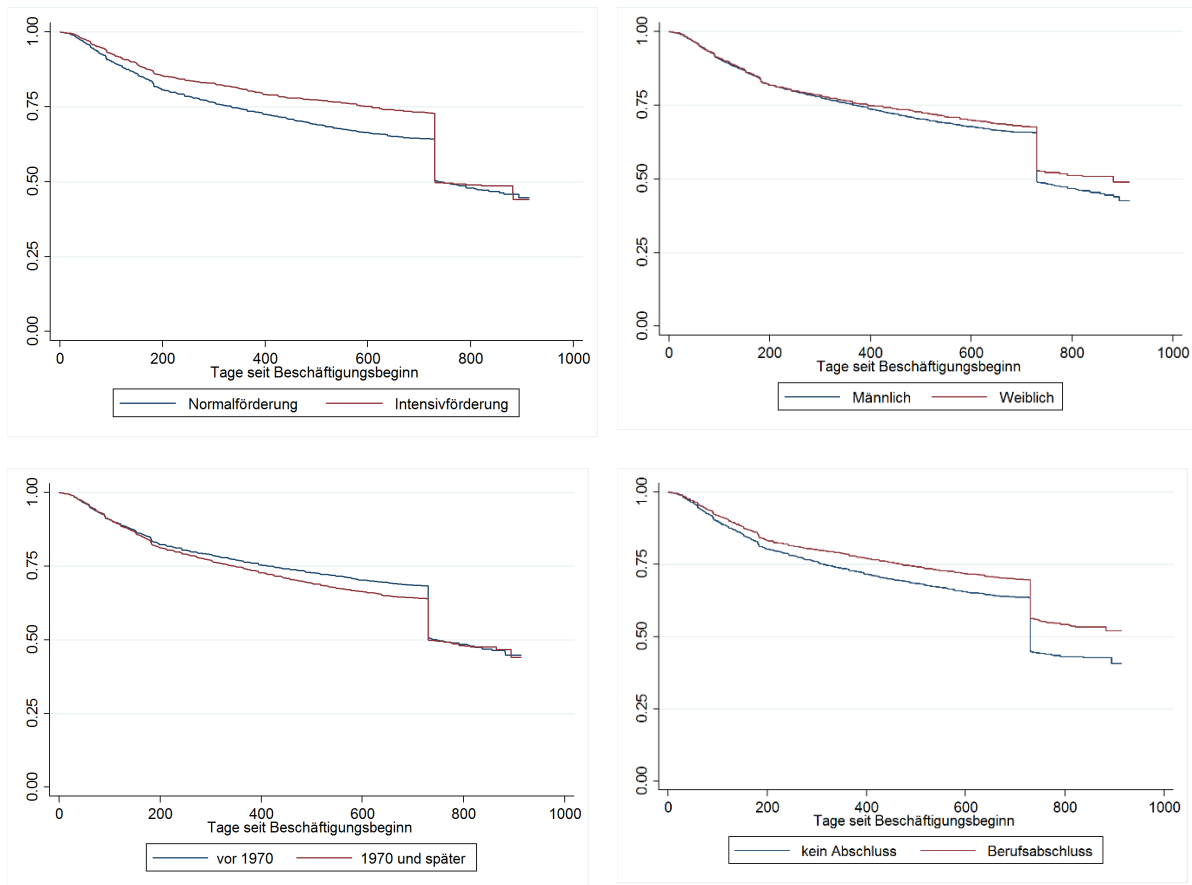 1.00
0.75
0.50
0.25
0.00
0 200 400 600 800 1000
Tage seit Beschäftigungsbeginn
Normalförderung Intensivförderung
1.00
0.75
0.50
0.25
0.00
0 200 400 600 800 1000
Tage seit Beschäftigungsbeginn
Männlich Weiblich
1.00
0.75
0.50
0.25
0.00
0 200 400 600 800 1000
Tage seit Beschäftigungsbeginn
vor 1970 1970 und später
1.00
0.75
0.50
0.25
0.00
0 200 400 600 800 1000
Tage seit Beschäftigungsbeginn
kein Abschluss Berufsabschluss